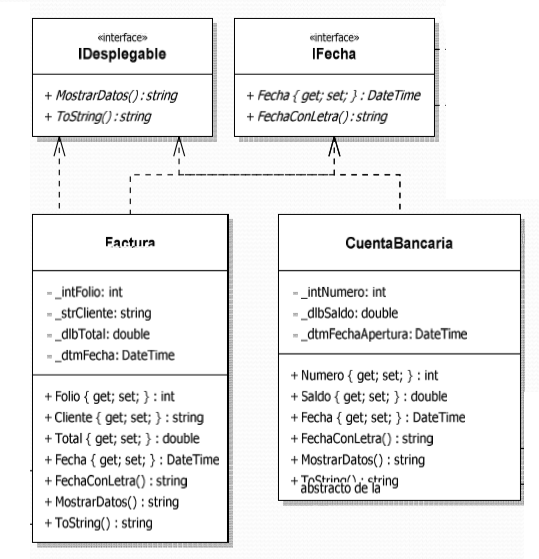 «interface»
IDesplegable
+ MostrarDatos() : string
+ ToString() : string
«interface»
IFecha
+ Fecha { get; set; } : DateTime
+ FechaConLetra() : string
Factura
- _intFolio: int
- _strCliente: string
- _dlbTotal: double
- _dtmFecha: DateTime
+ Folio { get; set; } : int
+ Cliente { get; set; } : string
+ Total { get; set; } : double
+ Fecha { get; set; } : DateTime
+ FechaConLetra() : string
+ MostrarDatos() : string
+ ToString() : string
CuentaBancaria
- _intNumero: int
- _dlbSaldo: double
- _dtmFechaApertura: DateTime
+ Numero { get; set; } : int
+ Saldo { get; set; } : double
+ Fecha { get; set; } : DateTime
+ FechaConLetra() : string
+ MostrarDatos() : string
+ ToString() : string
abstracto de la